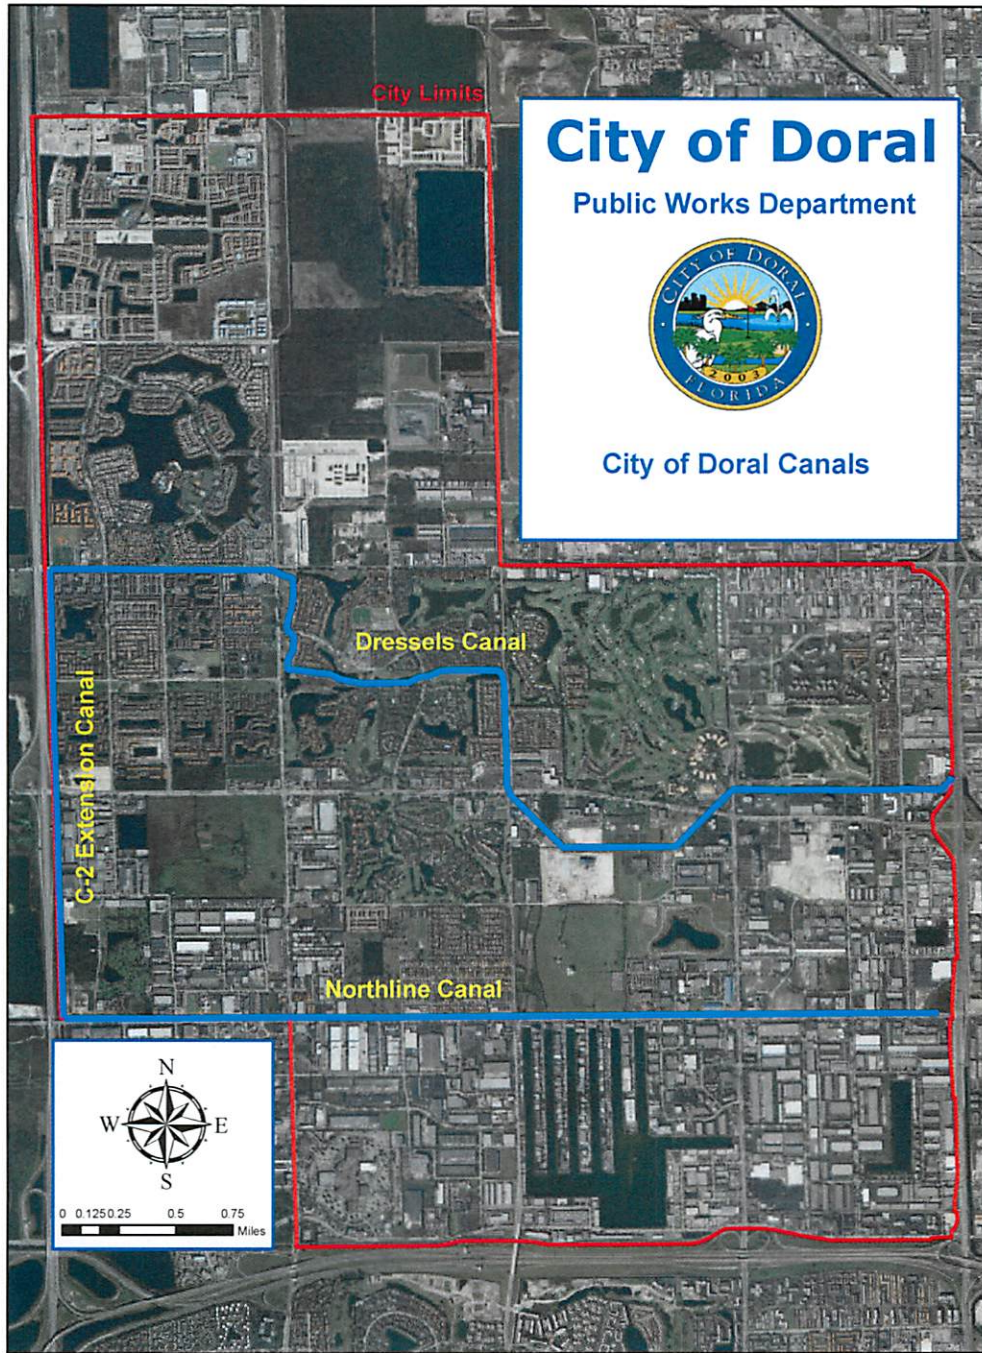 City Limits
City of Doral
Public Works Department
CITY OF DORAL
2003
FLORIDA
City of Doral Canals
Dressels Canal
C-2 Extension Canal
Northline Canal
N
W
E
S
0 0.125 0.25 0.5 0.75
Miles